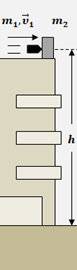 m₁, v⃗₁ m₂
h